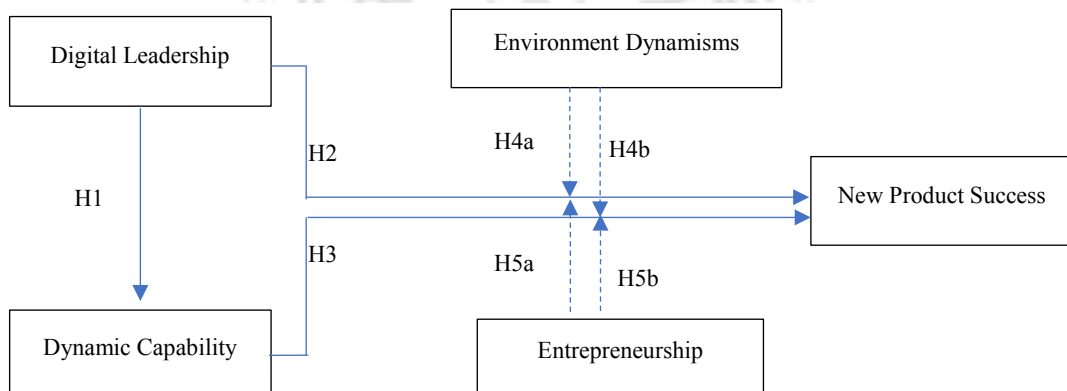 Digital Leadership
Environment Dynamisms
H4a
H4b
H2
H1
New Product Success
H3
H5a
H5b
Dynamic Capability
Entrepreneurship